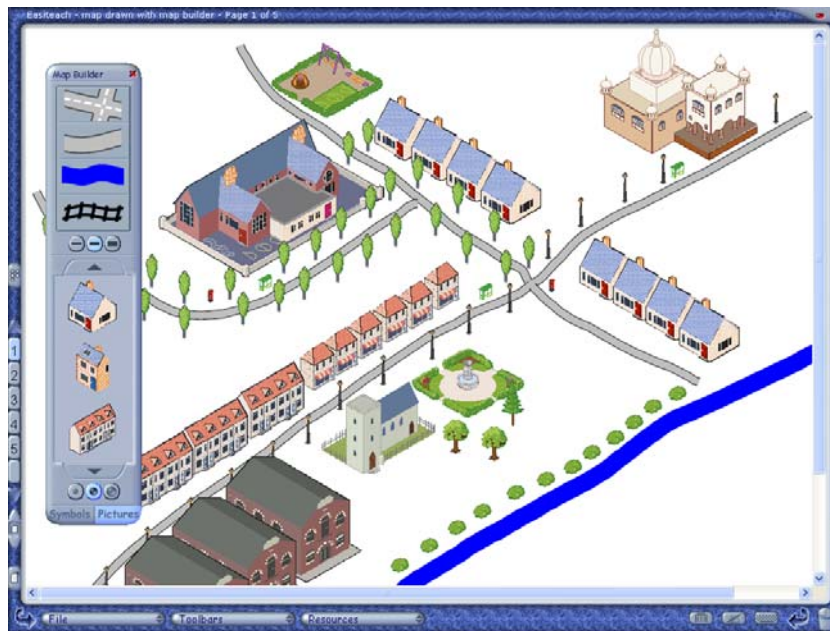 Easiteach - map drawn with map builder - Page 1 of 5
Map Builder
1
2
3
4
5
Symbols Pictures
File Toolbars Resources